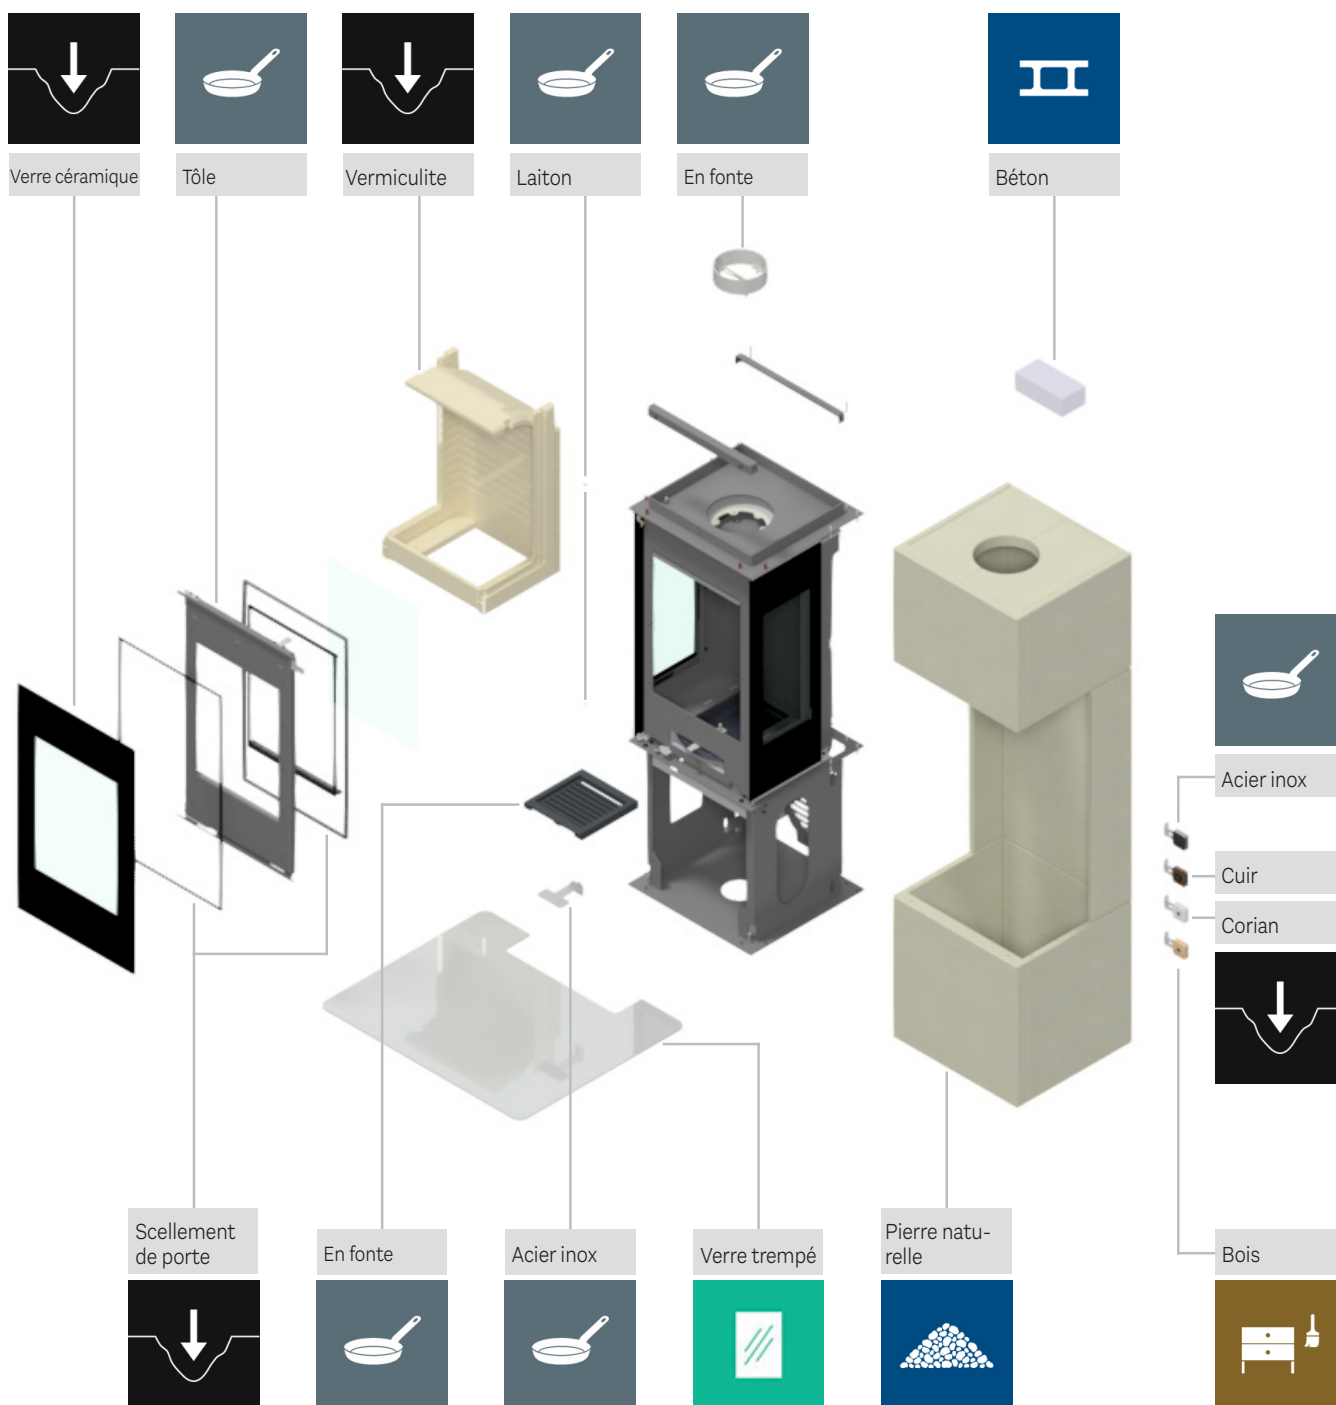 Verre céramique
Tôle
Vermiculite
Laiton
En fonte
Béton
Acier inox
Cuir
Corian
Scellement
de porte
En fonte
Acier inox
Verre trempé
Pierre natu-
relle
Bois